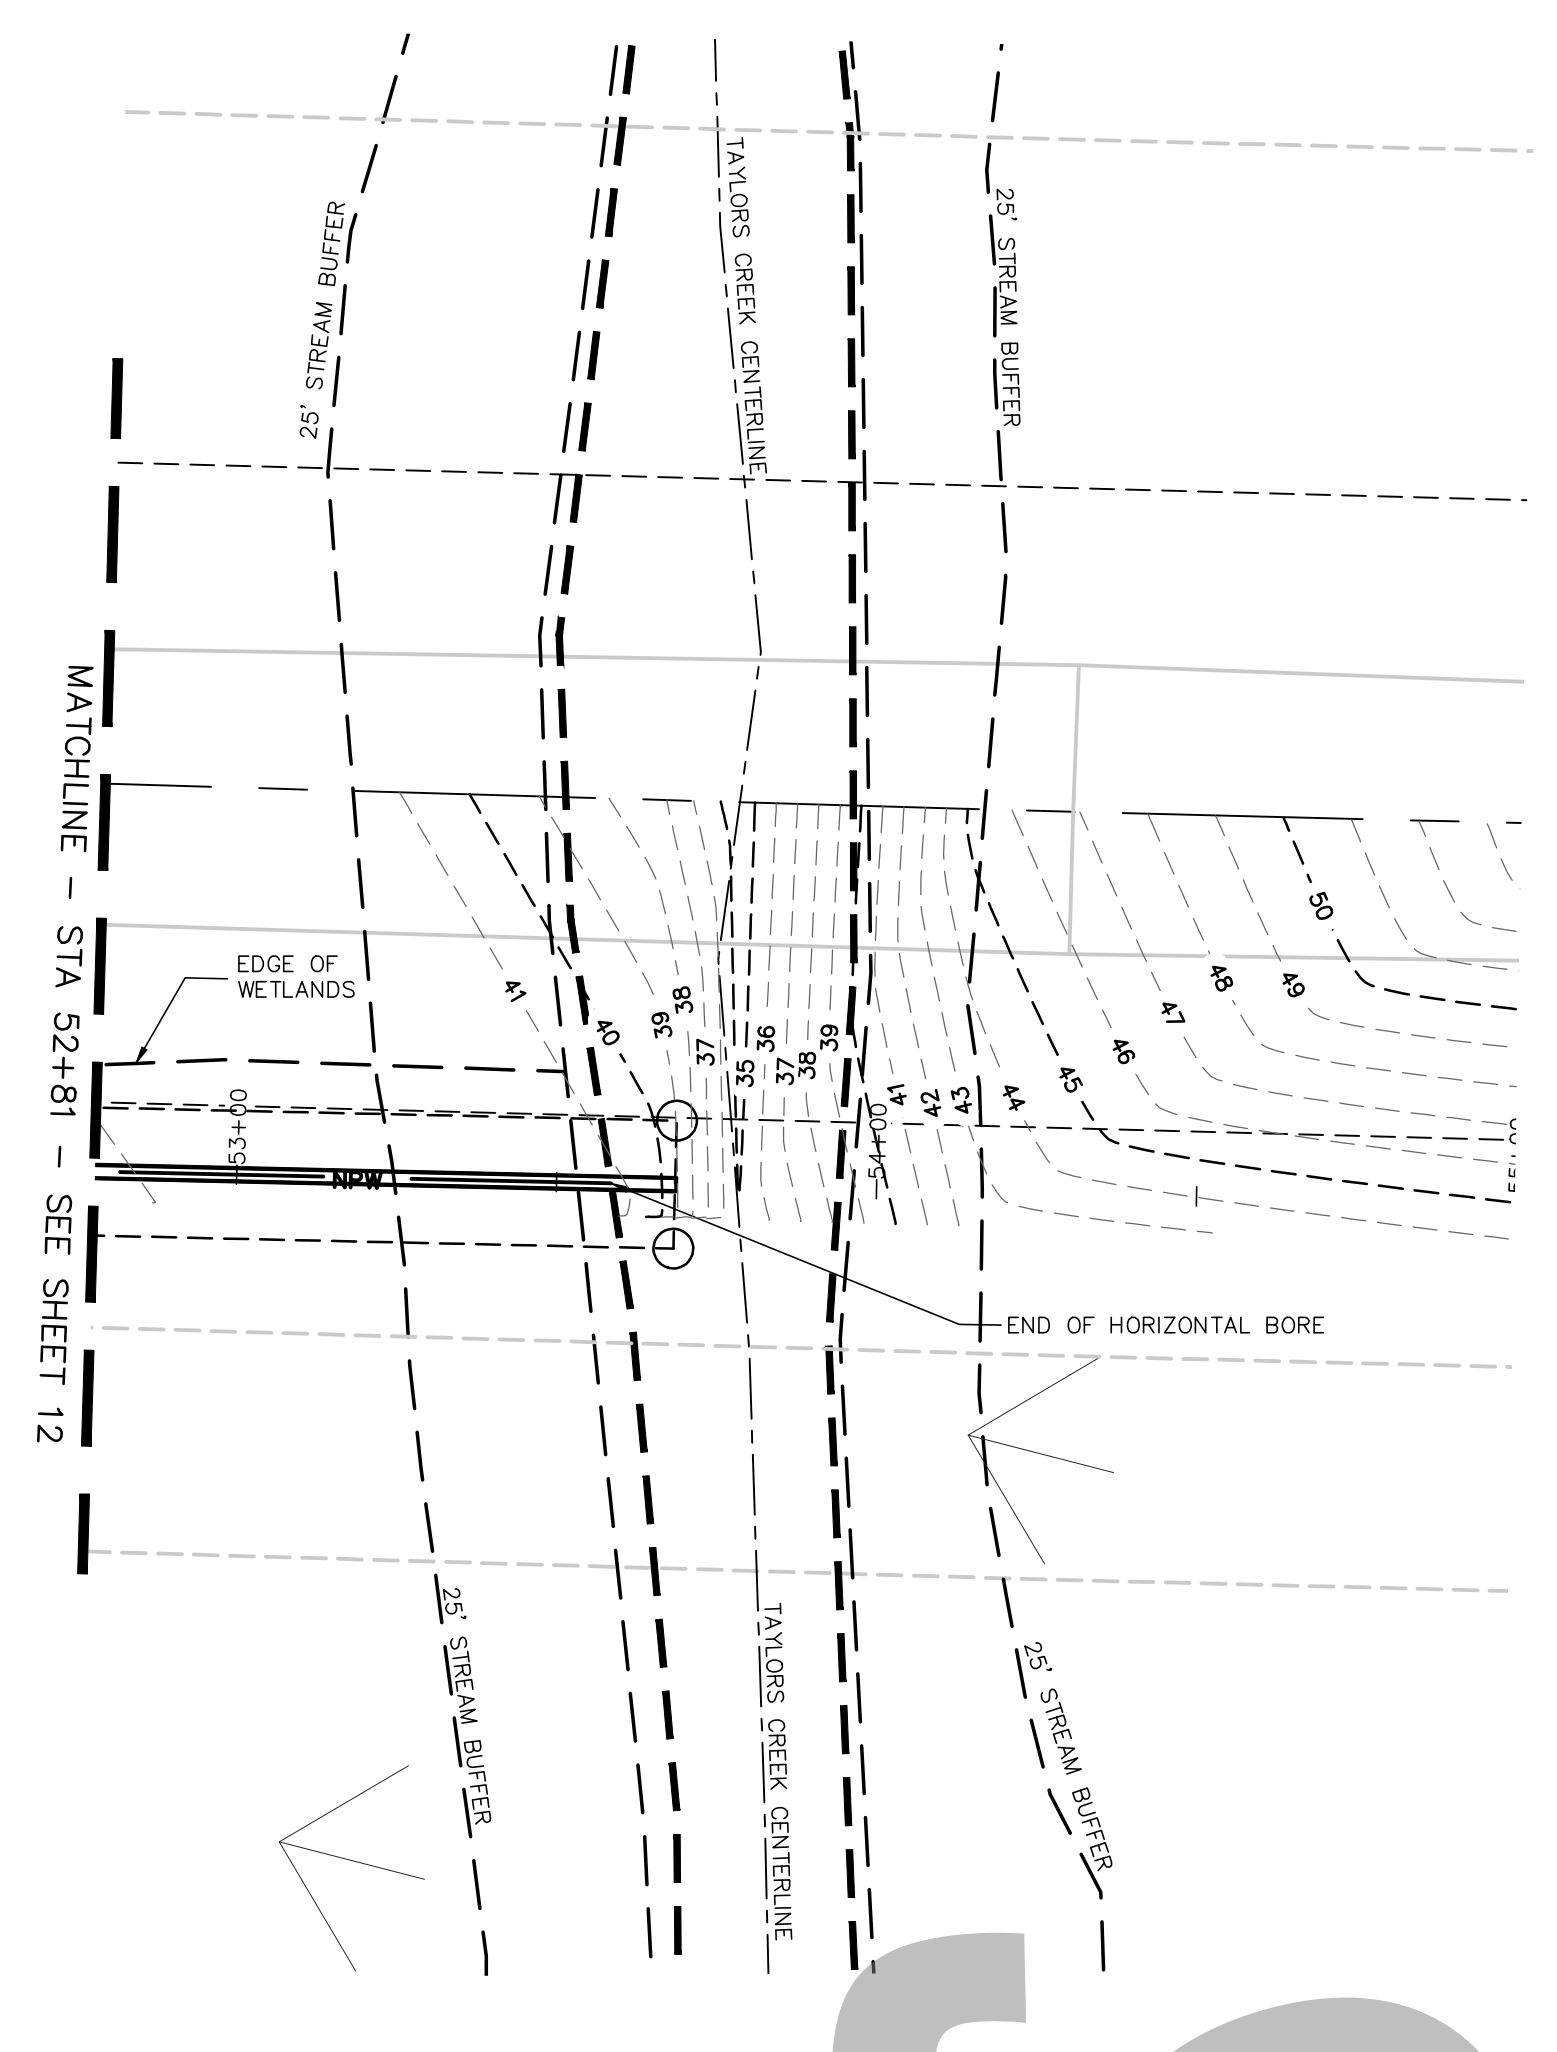 TAYLORS CREEK CENTERLINE
25' STREAM BUFFER
25' STREAM BUFFER
MATCHLINE - STA 52+81 - SEE SHEET 12
EDGE OF
WETLANDS
53+00
NPW
41
40
39
38
37
35
36
37
38
39
54+00
41
42
43
44
45
46
47
48
49
50
END OF HORIZONTAL BORE
25' STREAM BUFFER
TAYLORS CREEK CENTERLINE
25' STREAM BUFFER